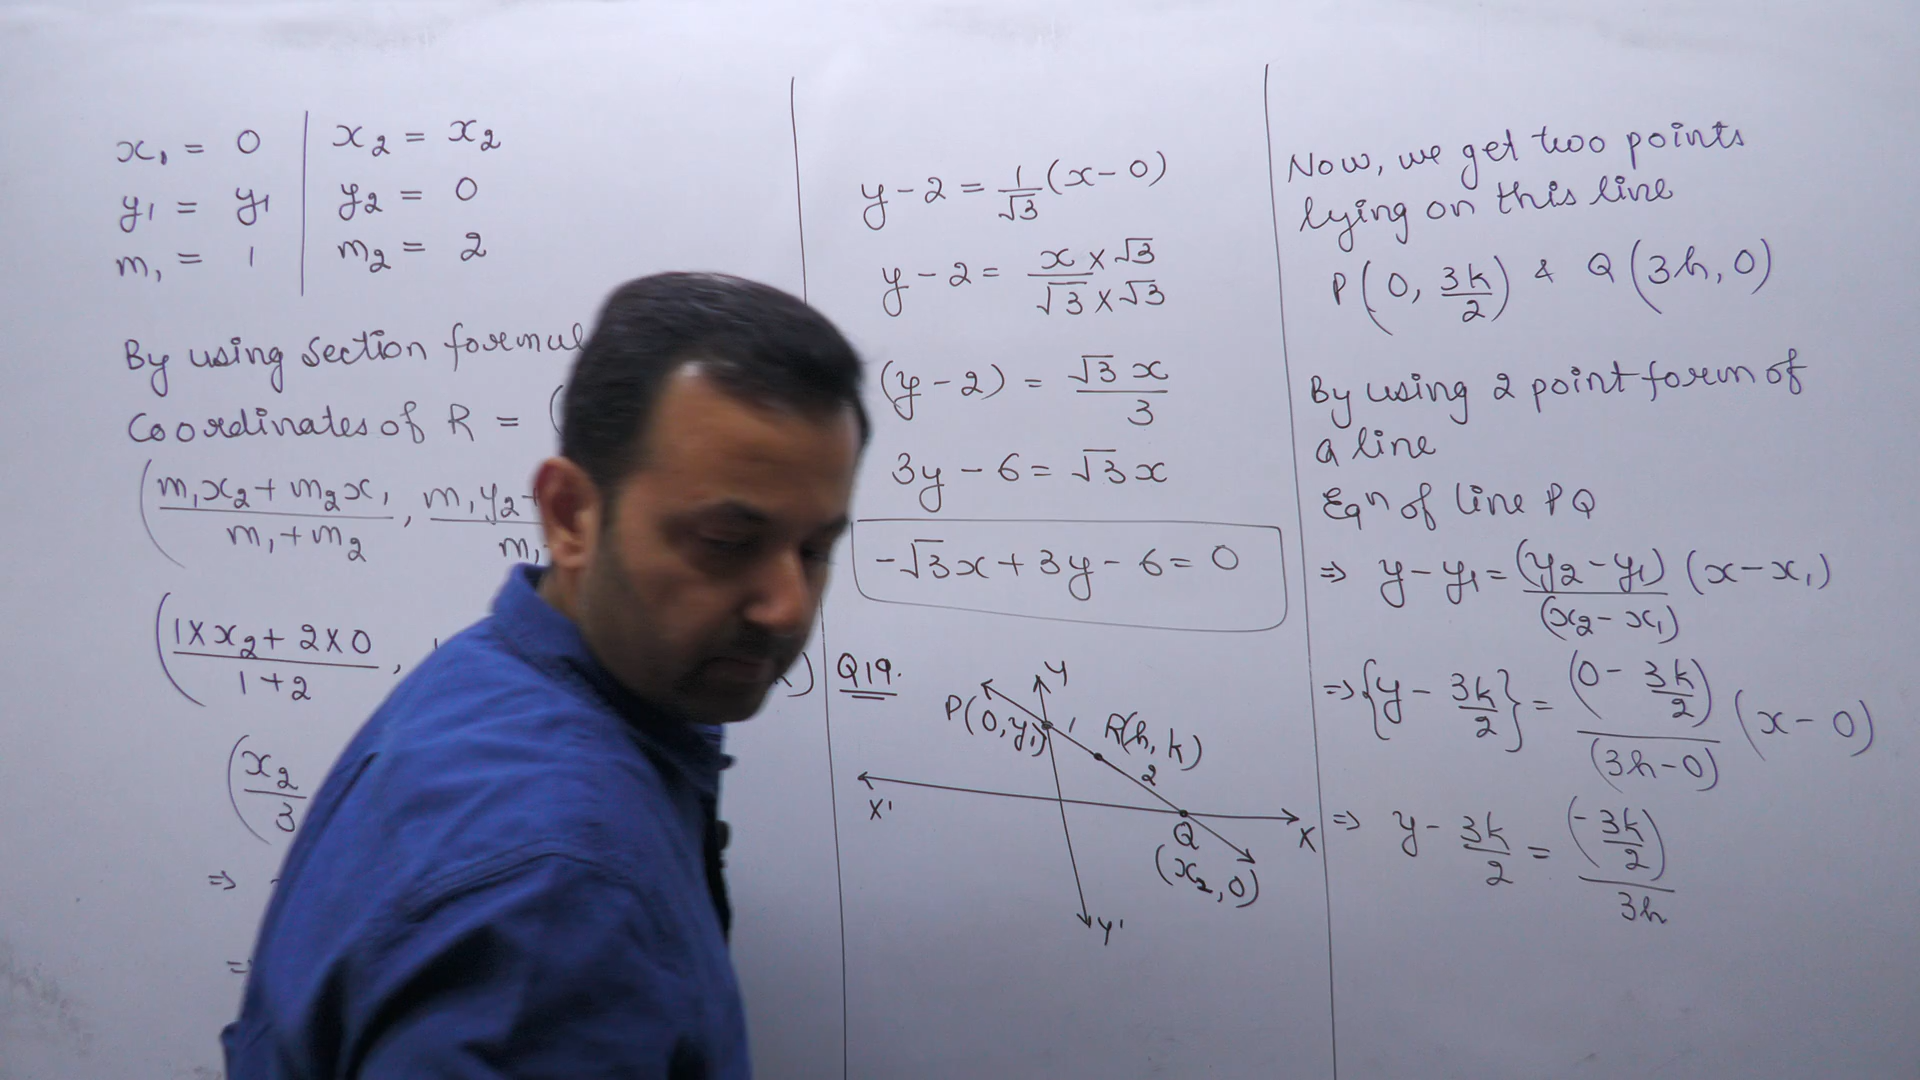 x₁ = 0 | x₂ = x₂
y₁ = y₁ | y₂ = 0
m₁ = 1 | m₂ = 2
By using section formul
Coordinates of R = (
(m₁x₂ + m₂x₁ / m₁ + m₂ , m₁y₂ + / m₁
(1×x₂ + 2×0 / 1+2 ,
(x₂ / 3
⇒
⇒
y - 2 = 1/√3 (x - 0)
y - 2 = x × √3 / √3 × √3
(y - 2) = √3 x / 3
3y - 6 = √3 x
-√3x + 3y - 6 = 0
Q19.
Y
P(0, y₁)
1
R(h, k)
2
X'
X
Q
(x₂, 0)
Y'
Now, we get two points
lying on this line
P(0, 3k/2) & Q(3h, 0)
By using 2 point form of
a line
Eqⁿ of line PQ
⇒ y - y₁ = (y₂ - y₁) / (x₂ - x₁) (x - x₁)
⇒ {y - 3k/2} = (0 - 3k/2) / (3h - 0) (x - 0)
⇒ y - 3k/2 = (-3k/2) / 3h